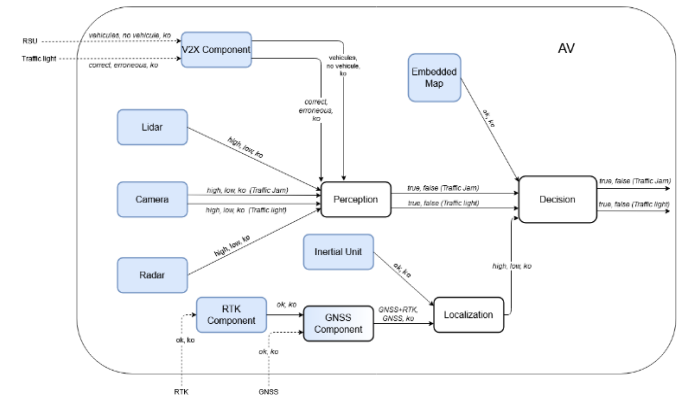 AV
RSU
vehicules, no vehicule, ko
V2X Component
Traffic light
correct, erroneous, ko
vehicules,
no vehicule,
ko
Embedded
Map
correct,
erroneous,
ko
ok, ko
Lidar
high, low, ko
Camera
high, low, ko (Traffic Jam)
high, low, ko (Traffic light)
Perception
true, false (Traffic Jam)
true, false (Traffic light)
Decision
true, false (Traffic Jam)
true, false (Traffic light)
Radar
high, low, ko
Inertial Unit
ok, ko
high, low, ko
RTK
Component
ok, ko
GNSS
Component
GNSS+RTK,
GNSS, ko
Localization
ok, ko
ok, ko
RTK
GNSS